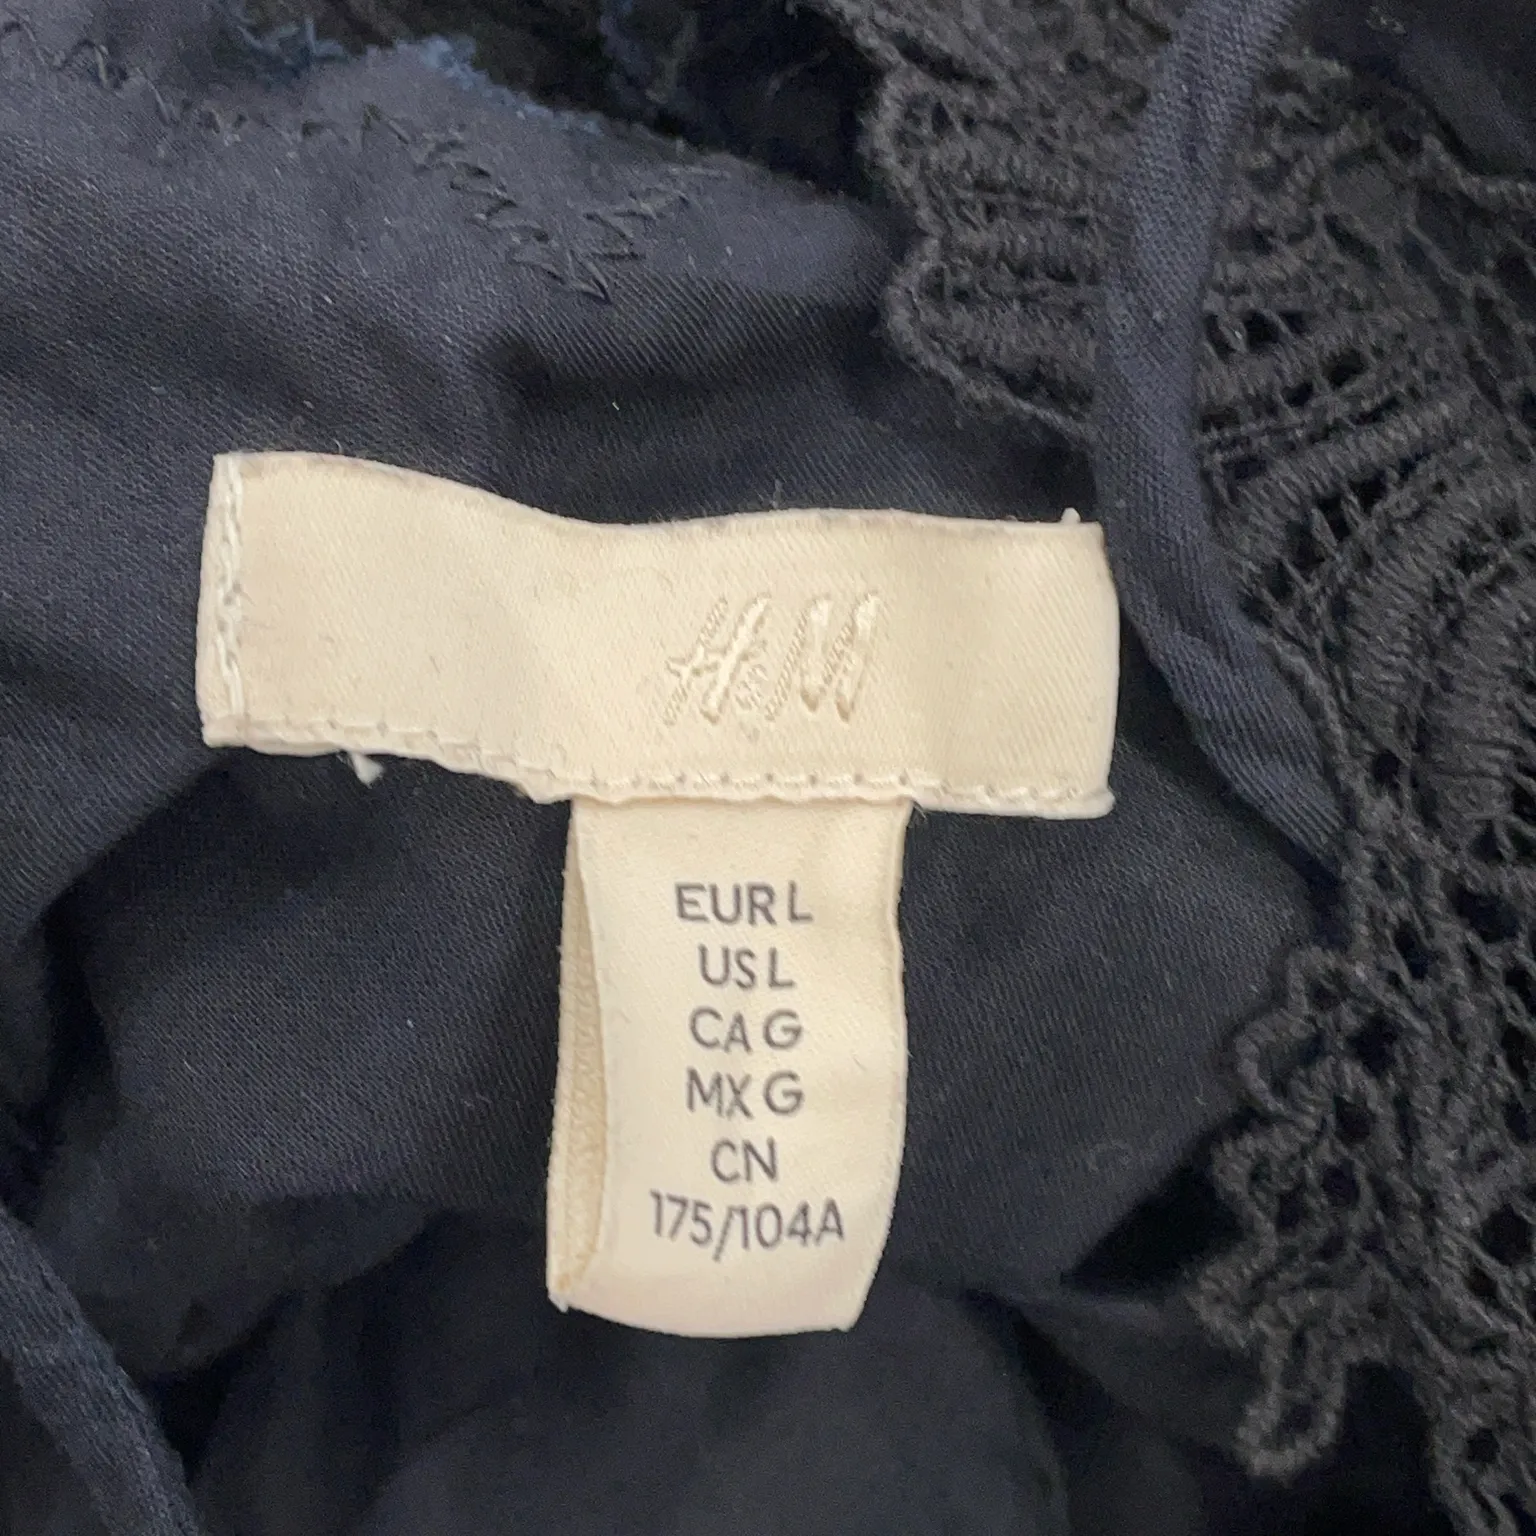 H&M
EUR L
US L
CA G
MX G
CN
175/104A